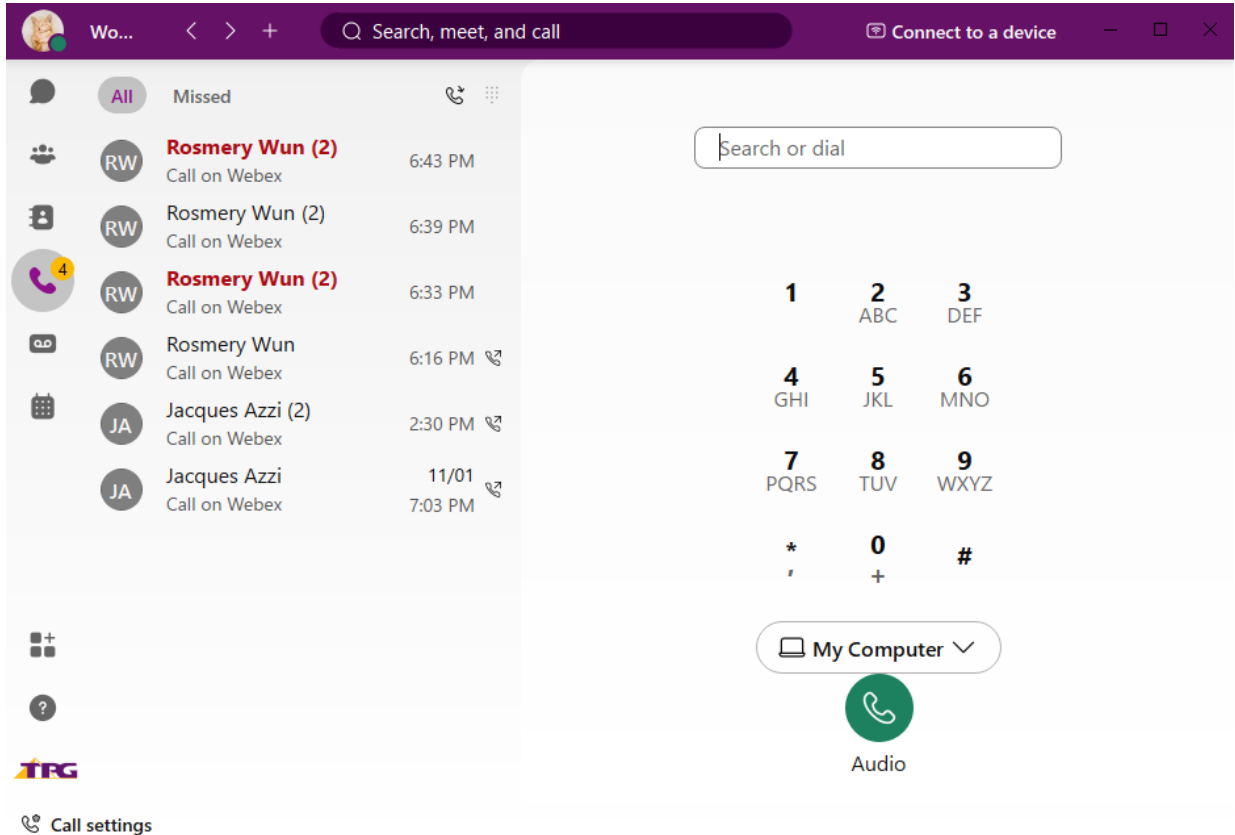 Wo...
Search, meet, and call
Connect to a device
All Missed
Rosmery Wun (2)
Call on Webex
6:43 PM
Rosmery Wun (2)
Call on Webex
6:39 PM
Rosmery Wun (2)
Call on Webex
6:33 PM
Rosmery Wun
Call on Webex
6:16 PM
Jacques Azzi (2)
Call on Webex
2:30 PM
Jacques Azzi
Call on Webex
11/01
7:03 PM
4
RW
RW
RW
RW
JA
JA
Search or dial
1 2 3
ABC DEF
4 5 6
GHI JKL MNO
7 8 9
PQRS TUV WXYZ
* 0 #
, +
My Computer
Audio
?
TPG
Call settings